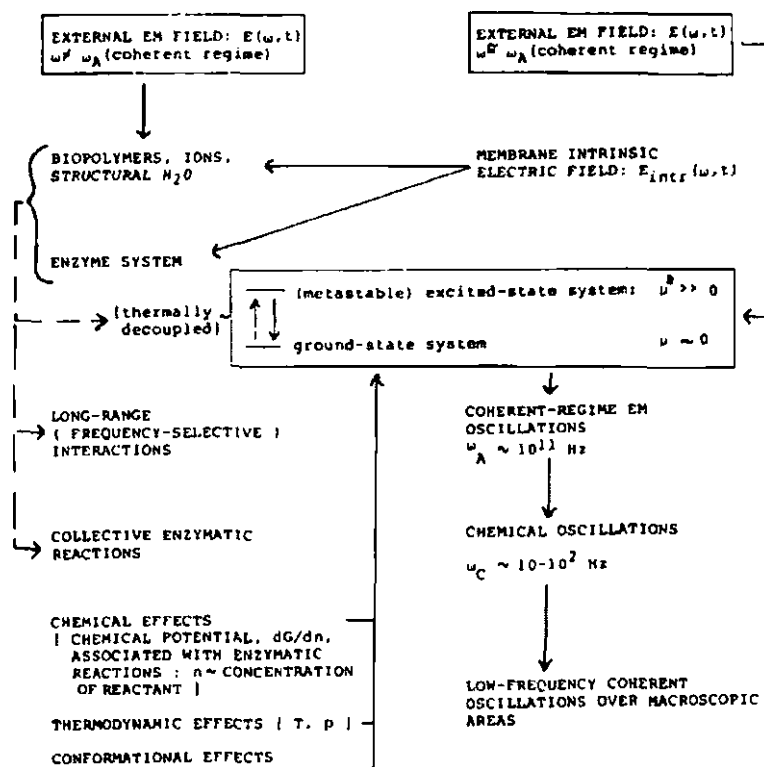 EXTERNAL EM FIELD: E(ω,t)
ω≠ ω_A (coherent regime)
EXTERNAL EM FIELD: E(ω,t)
ω≅ ω_A (coherent regime)
BIOPOLYMERS, IONS,
STRUCTURAL H₂O
MEMBRANE INTRINSIC
ELECTRIC FIELD: E_intr(ω,t)
ENZYME SYSTEM
(thermally
decoupled)
~
(metastable) excited-state system: μ* >> 0
ground-state system μ ~ 0
LONG-RANGE
( FREQUENCY-SELECTIVE )
INTERACTIONS
COHERENT-REGIME EM
OSCILLATIONS
ω_A ~ 10¹¹ Hz
COLLECTIVE ENZYMATIC
REACTIONS
CHEMICAL OSCILLATIONS
ω_C ~ 10-10² Hz
CHEMICAL EFFECTS
[ CHEMICAL POTENTIAL, dG/dn,
ASSOCIATED WITH ENZYMATIC
REACTIONS : n~ CONCENTRATION
OF REACTANT ]
LOW-FREQUENCY COHERENT
OSCILLATIONS OVER MACROSCOPIC
AREAS
THERMODYNAMIC EFFECTS [ T, p ]
CONFORMATIONAL EFFECTS